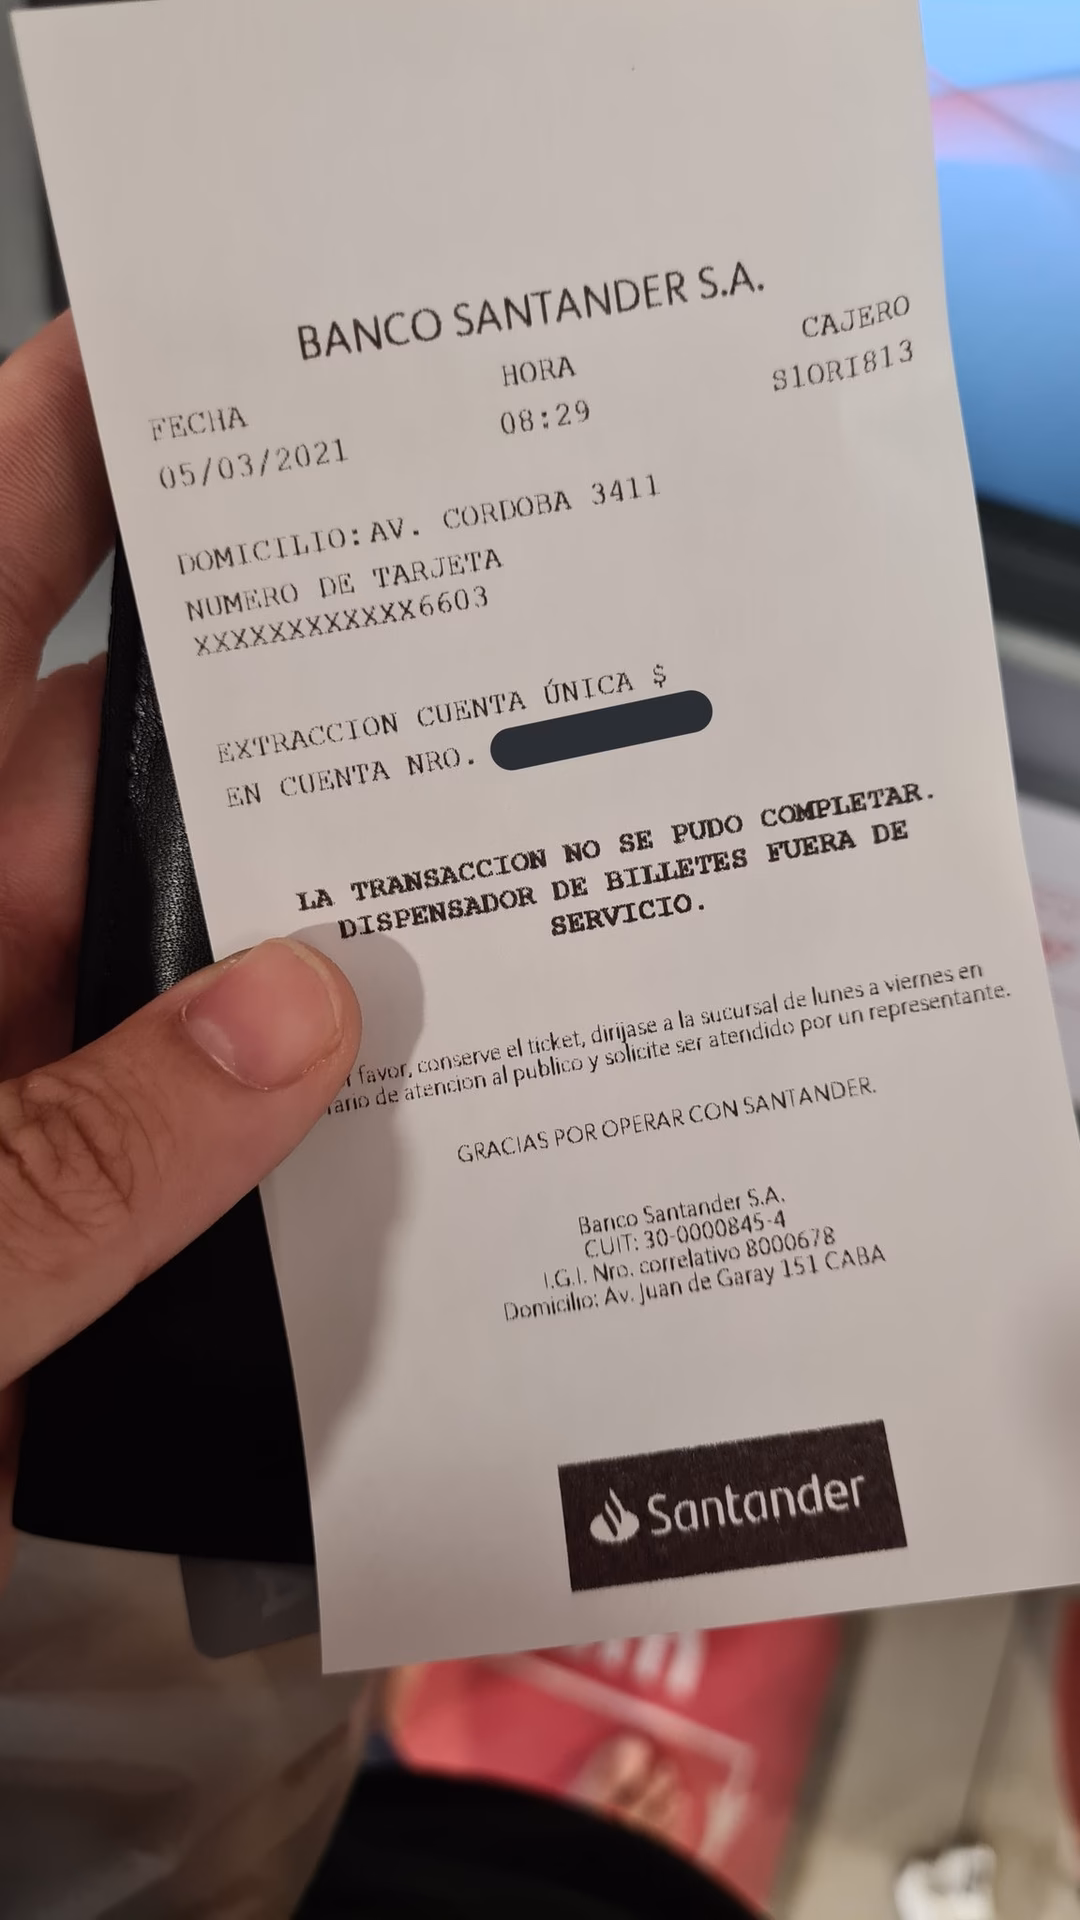 BANCO SANTANDER S.A.
FECHA HORA CAJERO
05/03/2021 08:29 S1ORI813
DOMICILIO:AV. CORDOBA 3411
NUMERO DE TARJETA
XXXXXXXXXXXX6603
EXTRACCION CUENTA ÚNICA $
EN CUENTA NRO.
LA TRANSACCION NO SE PUDO COMPLETAR.
DISPENSADOR DE BILLETES FUERA DE
SERVICIO.
favor, conserve el ticket, dirijase a la sucursal de lunes a viernes en
de atencion al publico y solicite ser atendido por un representante.
GRACIAS POR OPERAR CON SANTANDER.
Banco Santander S.A.
CUIT: 30-0000845-4
I.G.I. Nro. correlativo 8000678
Domicilio: Av. Juan de Garay 151 CABA
Santander